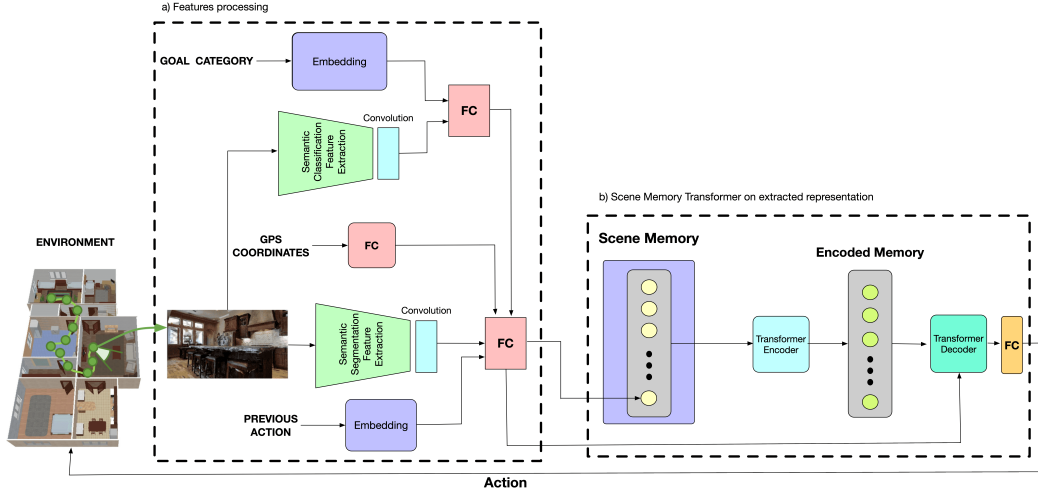 a) Features processing
GOAL CATEGORY
Embedding
FC
Convolution
Semantic
Classification
Feature
Extraction
GPS
COORDINATES
FC
ENVIRONMENT
Convolution
Semantic
Segmentation
Feature
Extraction
FC
PREVIOUS
ACTION
Embedding
b) Scene Memory Transformer on extracted representation
Scene Memory
Encoded Memory
Transformer
Encoder
Transformer
Decoder
FC
Action